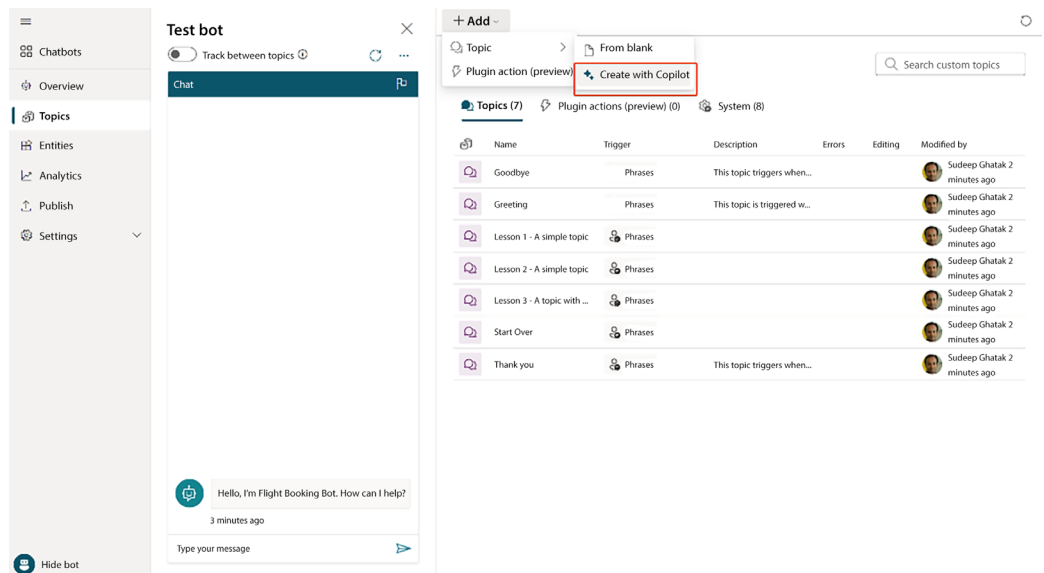 Chatbots
Overview
Topics
Entities
Analytics
Publish
Settings
Hide bot
Test bot
Track between topics
Chat
Hello, I'm Flight Booking Bot. How can I help?
3 minutes ago
Type your message
+ Add
Topic
Plugin action (preview)
From blank
Create with Copilot
Search custom topics
Topics (7)
Plugin actions (preview) (0)
System (8)
Name Trigger Description Errors Editing Modified by
Goodbye Phrases This topic triggers when... Sudeep Ghatak 2
minutes ago
Greeting Phrases This topic is triggered w... Sudeep Ghatak 2
minutes ago
Lesson 1 - A simple topic Phrases Sudeep Ghatak 2
minutes ago
Lesson 2 - A simple topic Phrases Sudeep Ghatak 2
minutes ago
Lesson 3 - A topic with ... Phrases Sudeep Ghatak 2
minutes ago
Start Over Phrases Sudeep Ghatak 2
minutes ago
Thank you Phrases This topic triggers when... Sudeep Ghatak 2
minutes ago